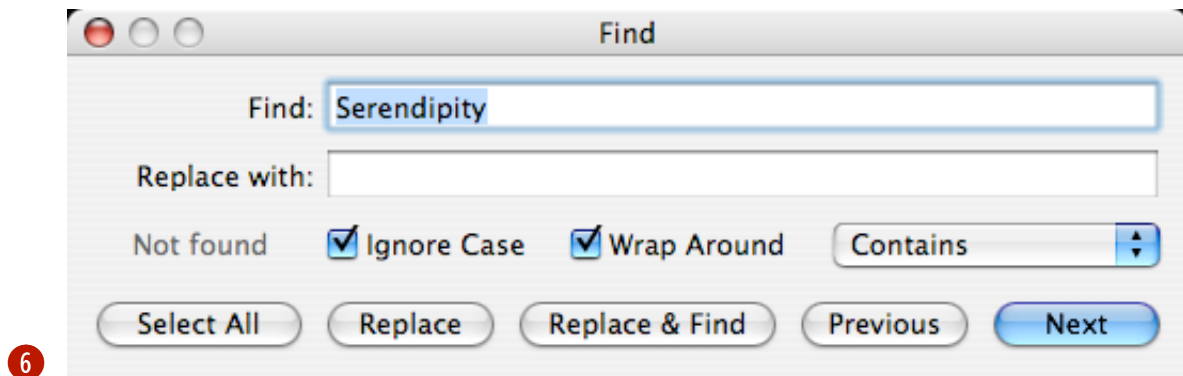 Find
Find: Serendipity
Replace with:
Not found Ignore Case Wrap Around Contains
Select All Replace Replace & Find Previous Next
6